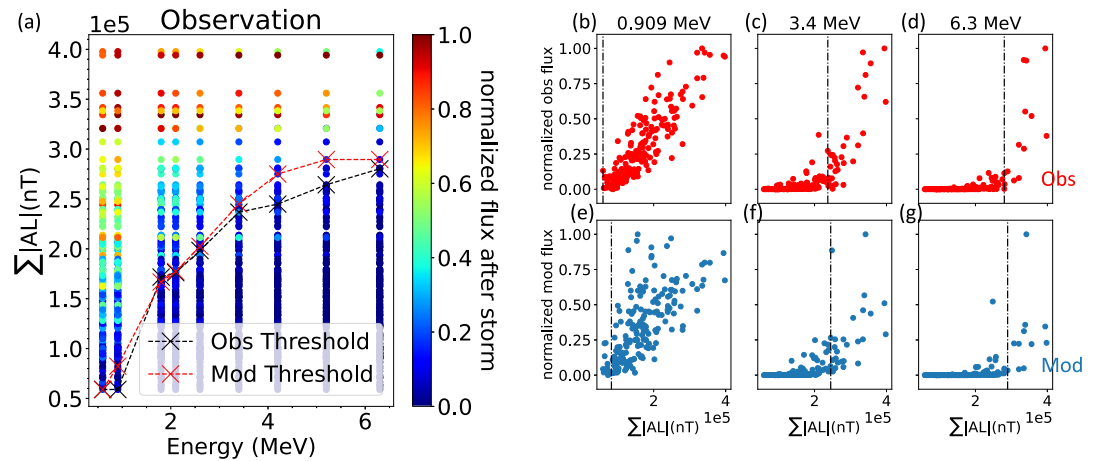 (a)
1e5
Observation
4.0
3.5
3.0
2.5
2.0
1.5
1.0
0.5
∑|AL|(nT)
2
4
6
Energy (MeV)
Obs Threshold
Mod Threshold
1.0
0.8
0.6
0.4
0.2
0.0
normalized flux after storm
(b)
0.909 MeV
(c)
3.4 MeV
(d)
6.3 MeV
1.00
0.75
0.50
0.25
0.00
normalized obs flux
Obs
(e)
(f)
(g)
1.00
0.75
0.50
0.25
0.00
normalized mod flux
Mod
2
4
2
4
2
4
∑|AL|(nT)
1e5
∑|AL|(nT)
1e5
∑|AL|(nT)
1e5